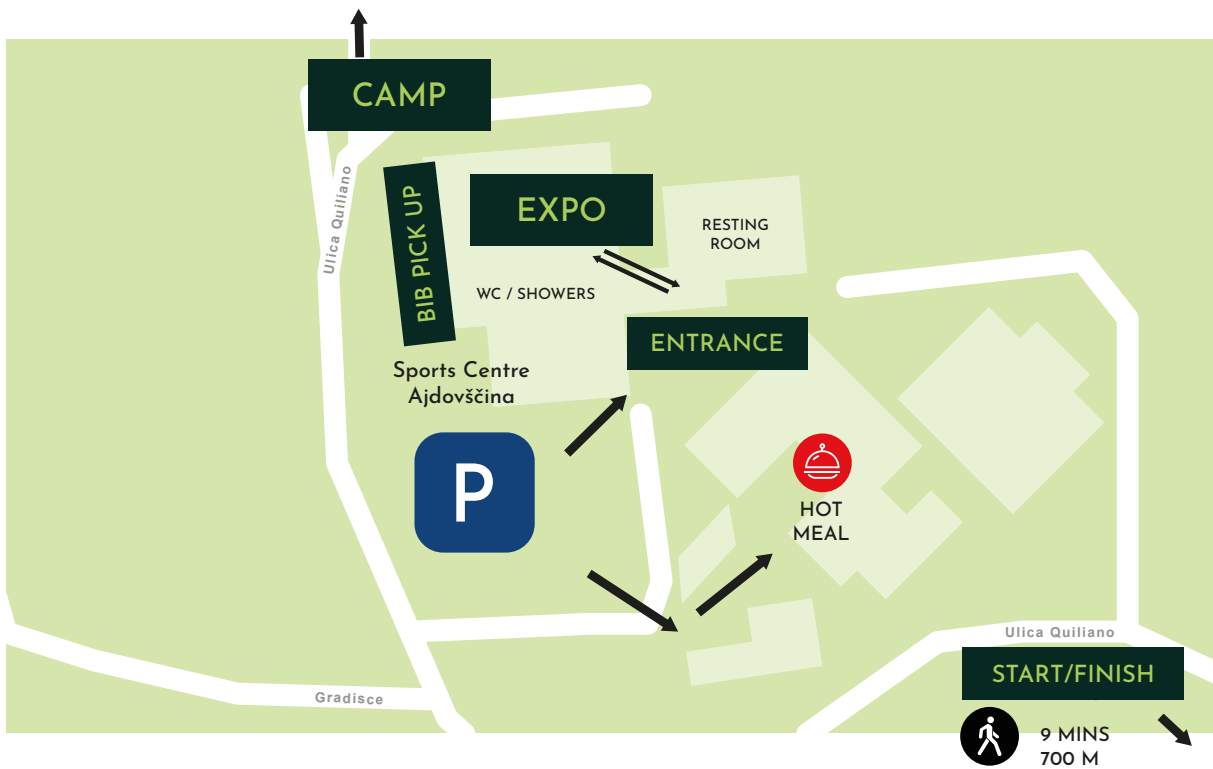 CAMP
Ulica Quiliano
BIB PICK UP
EXPO
RESTING
ROOM
WC / SHOWERS
ENTRANCE
Sports Centre
Ajdovščina
P
HOT
MEAL
Ulica Quiliano
START/FINISH
Gradisce
9 MINS
700 M